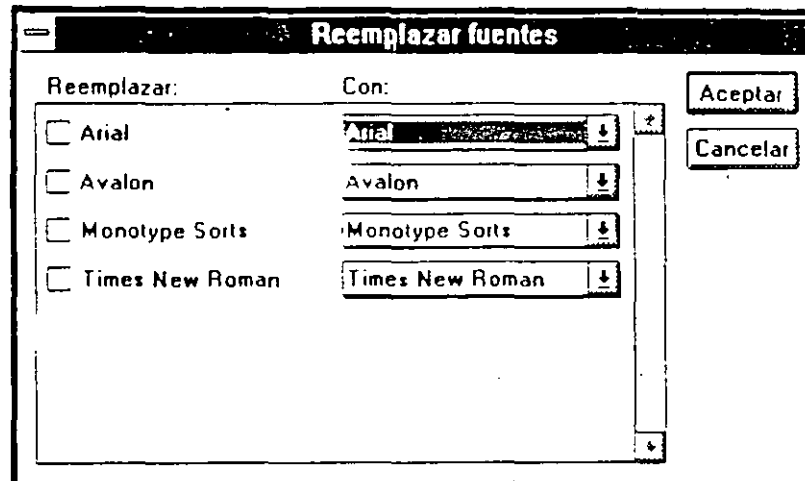 Reemplazar fuentes
Reemplazar: Con:
Arial Arial
Avalon Avalon
Monotype Sorts Monotype Sorts
Times New Roman Times New Roman
Aceptar
Cancelar